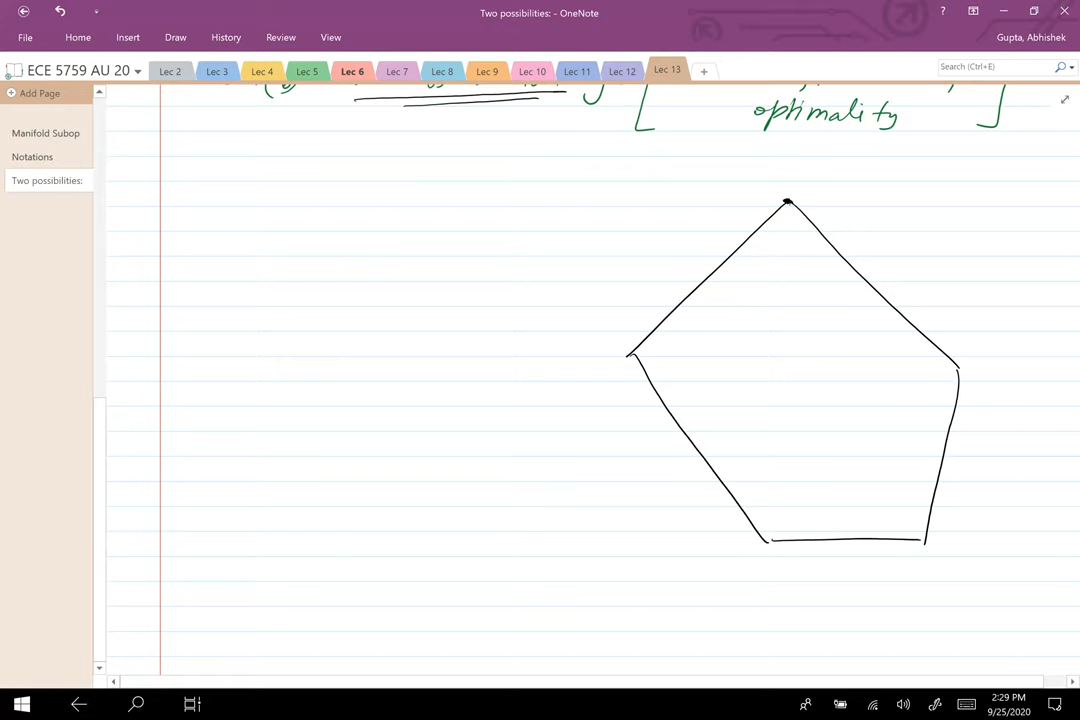 Two possibilities: - OneNote
?
File Home Insert Draw History Review View
Gupta, Abhishek
ECE 5759 AU 20
Lec 2 Lec 3 Lec 4 Lec 5 Lec 6 Lec 7 Lec 8 Lec 9 Lec 10 Lec 11 Lec 12 Lec 13
Search (Ctrl+E)
Add Page
Manifold Subop
Notations
Two possibilities:
optimality
2:29 PM
9/25/2020